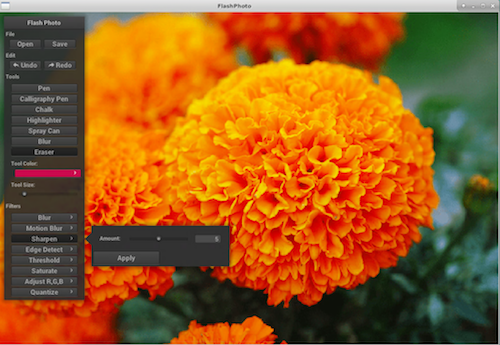 FlashPhoto
Flash Photo
File
Open Save
Edit
Undo Redo
Tools
Pen
Calligraphy Pen
Chalk
Highlighter
Spray Can
Blur
Eraser
Tool Color:
Tool Size:
Filters
Blur
Motion Blur
Sharpen
Amount: 5
Edge Detect
Apply
Threshold
Saturate
Adjust R,G,B
Quantize